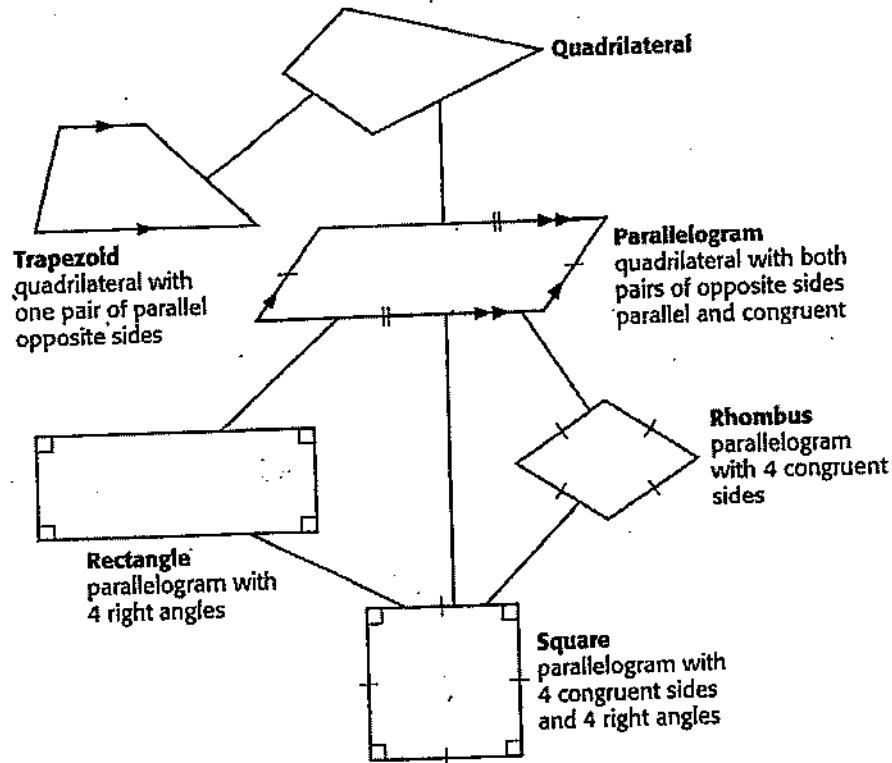 Quadrilateral
Trapezoid
quadrilateral with
one pair of parallel
opposite sides
Parallelogram
quadrilateral with both
pairs of opposite sides
parallel and congruent
Rhombus
parallelogram
with 4 congruent
sides
Rectangle
parallelogram with
4 right angles
Square
parallelogram with
4 congruent sides
and 4 right angles